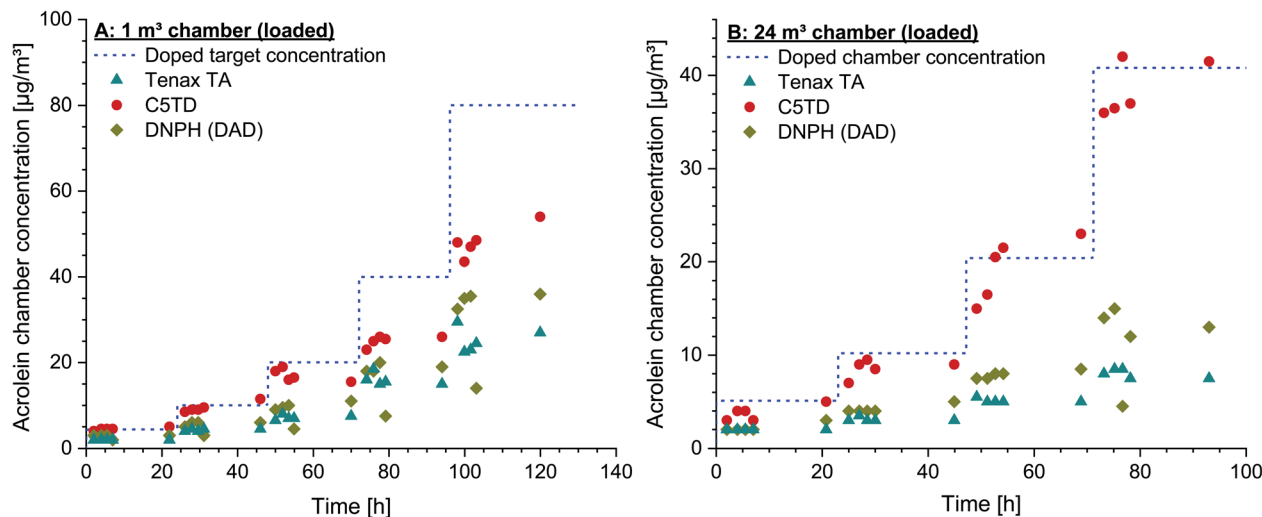 A: 1 m³ chamber (loaded)
Doped target concentration
Tenax TA
C5TD
DNPH (DAD)
Acrolein chamber concentration [µg/m³]
100
80
60
40
20
0
0 20 40 60 80 100 120 140
Time [h]
B: 24 m³ chamber (loaded)
Doped chamber concentration
Tenax TA
C5TD
DNPH (DAD)
Acrolein chamber concentration [µg/m³]
40
30
20
10
0
0 20 40 60 80 100
Time [h]